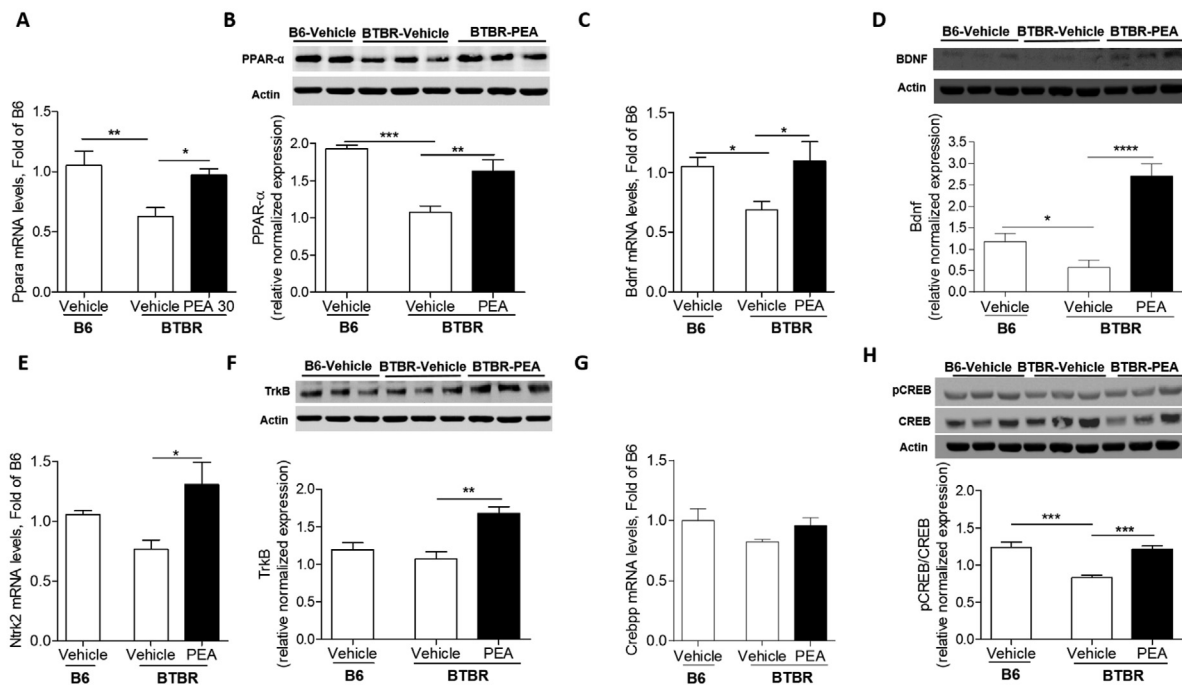 A
Ppara mRNA levels, Fold of B6
1.5
1.0
0.5
0.0
**
*
Vehicle Vehicle PEA 30
B6 BTBR
B
B6-Vehicle BTBR-Vehicle BTBR-PEA
PPAR-α
Actin
PPAR-α
(relative normalized expression)
2.0
1.5
1.0
0.5
0.0
***
**
Vehicle Vehicle PEA
B6 BTBR
C
Bdnf mRNA levels, Fold of B6
1.5
1.0
0.5
0.0
*
*
Vehicle Vehicle PEA
B6 BTBR
D
B6-Vehicle BTBR-Vehicle BTBR-PEA
BDNF
Actin
Bdnf
(relative normalized expression)
3.0
2.5
2.0
1.5
1.0
0.5
0.0
*
****
Vehicle Vehicle PEA
B6 BTBR
E
Ntrk2 mRNA levels, Fold of B6
1.5
1.0
0.5
0.0
*
Vehicle Vehicle PEA
B6 BTBR
F
B6-Vehicle BTBR-Vehicle BTBR-PEA
TrkB
Actin
TrkB
(relative normalized expression)
2.0
1.5
1.0
0.5
0.0
**
Vehicle Vehicle PEA
B6 BTBR
G
Crebpp mRNA levels, Fold of B6
1.5
1.0
0.5
0.0
Vehicle Vehicle PEA
B6 BTBR
H
B6-Vehicle BTBR-Vehicle BTBR-PEA
pCREB
CREB
Actin
pCREB/CREB
(relative normalized expression)
2.0
1.5
1.0
0.5
0.0
***
***
Vehicle Vehicle PEA
B6 BTBR